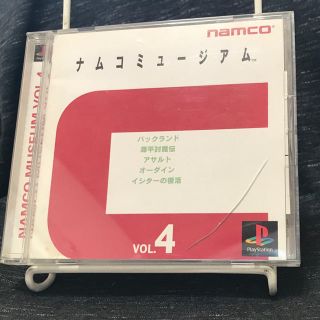 namco
ナムコミュージアム™
パックランド
源平討魔伝
アサルト
オーダイン
イシターの復活
VOL.4
PlayStation
NAMCO MUSEUM VOL.4